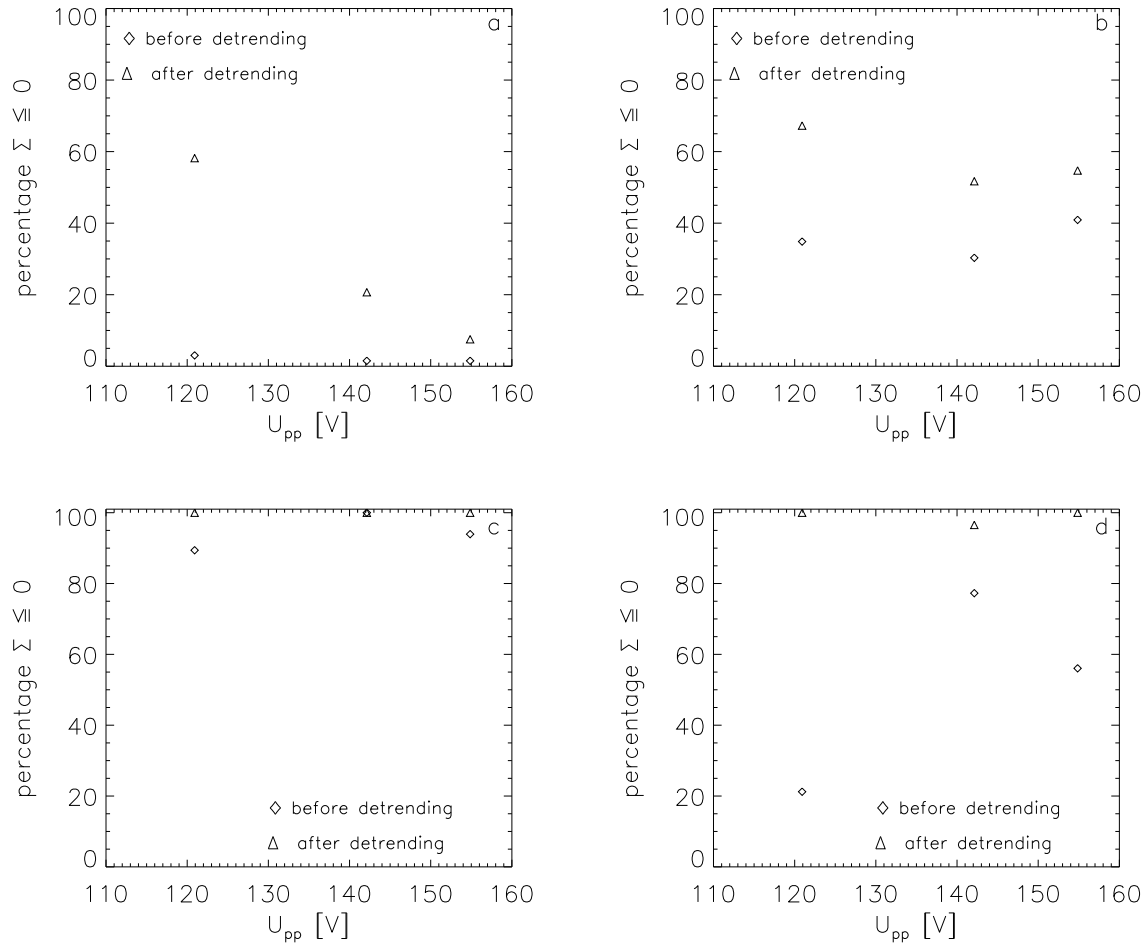 a
◇ before detrending
△ after detrending
percentage Σ ≦ 0
100
80
60
40
20
0
110 120 130 140 150 160
U_pp [V]
b
◇ before detrending
△ after detrending
percentage Σ ≦ 0
100
80
60
40
20
0
110 120 130 140 150 160
U_pp [V]
c
percentage Σ ≦ 0
100
80
60
40
20
0
◇ before detrending
△ after detrending
110 120 130 140 150 160
U_pp [V]
d
percentage Σ ≦ 0
100
80
60
40
20
0
◇ before detrending
△ after detrending
110 120 130 140 150 160
U_pp [V]